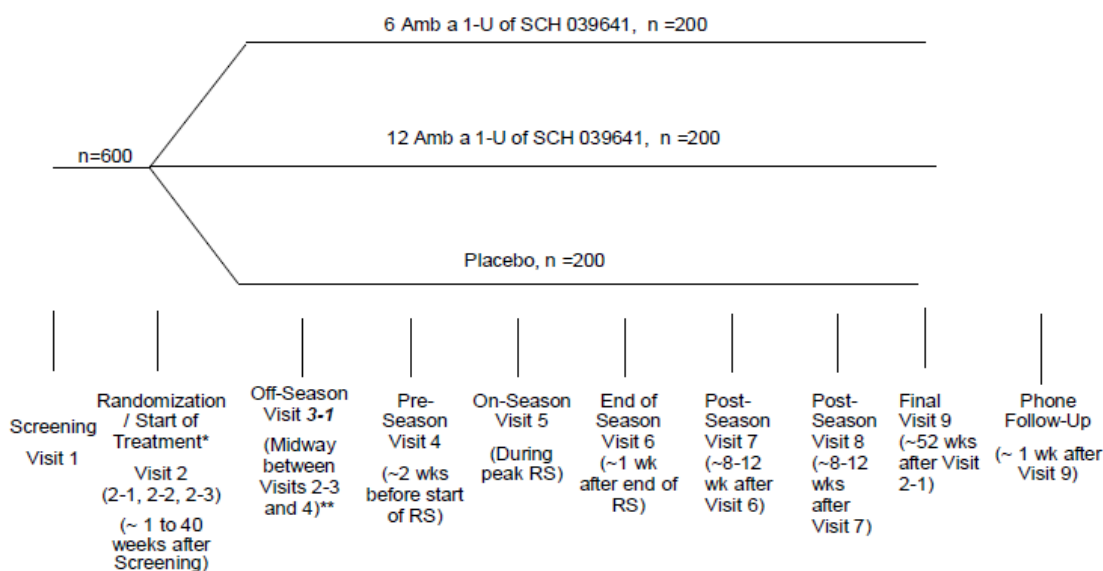 6 Amb a 1-U of SCH 039641, n =200
12 Amb a 1-U of SCH 039641, n =200
n=600
Placebo, n =200
Screening
Visit 1
Randomization
/ Start of
Treatment*
Visit 2
(2-1, 2-2, 2-3)
(~ 1 to 40
weeks after
Screening)
Off-Season
Visit 3-1
(Midway
between
Visits 2-3
and 4)**
Pre-
Season
Visit 4
(~2 wks
before start
of RS)
On-Season
Visit 5
(During
peak RS)
End of
Season
Visit 6
(~1 wk
after end of
RS)
Post-
Season
Visit 7
(~8-12
wk after
Visit 6)
Post-
Season
Visit 8
(~8-12
wks
after
Visit 7)
Final
Visit 9
(~52 wks
after Visit
2-1)
Phone
Follow-Up
(~ 1 wk after
Visit 9)